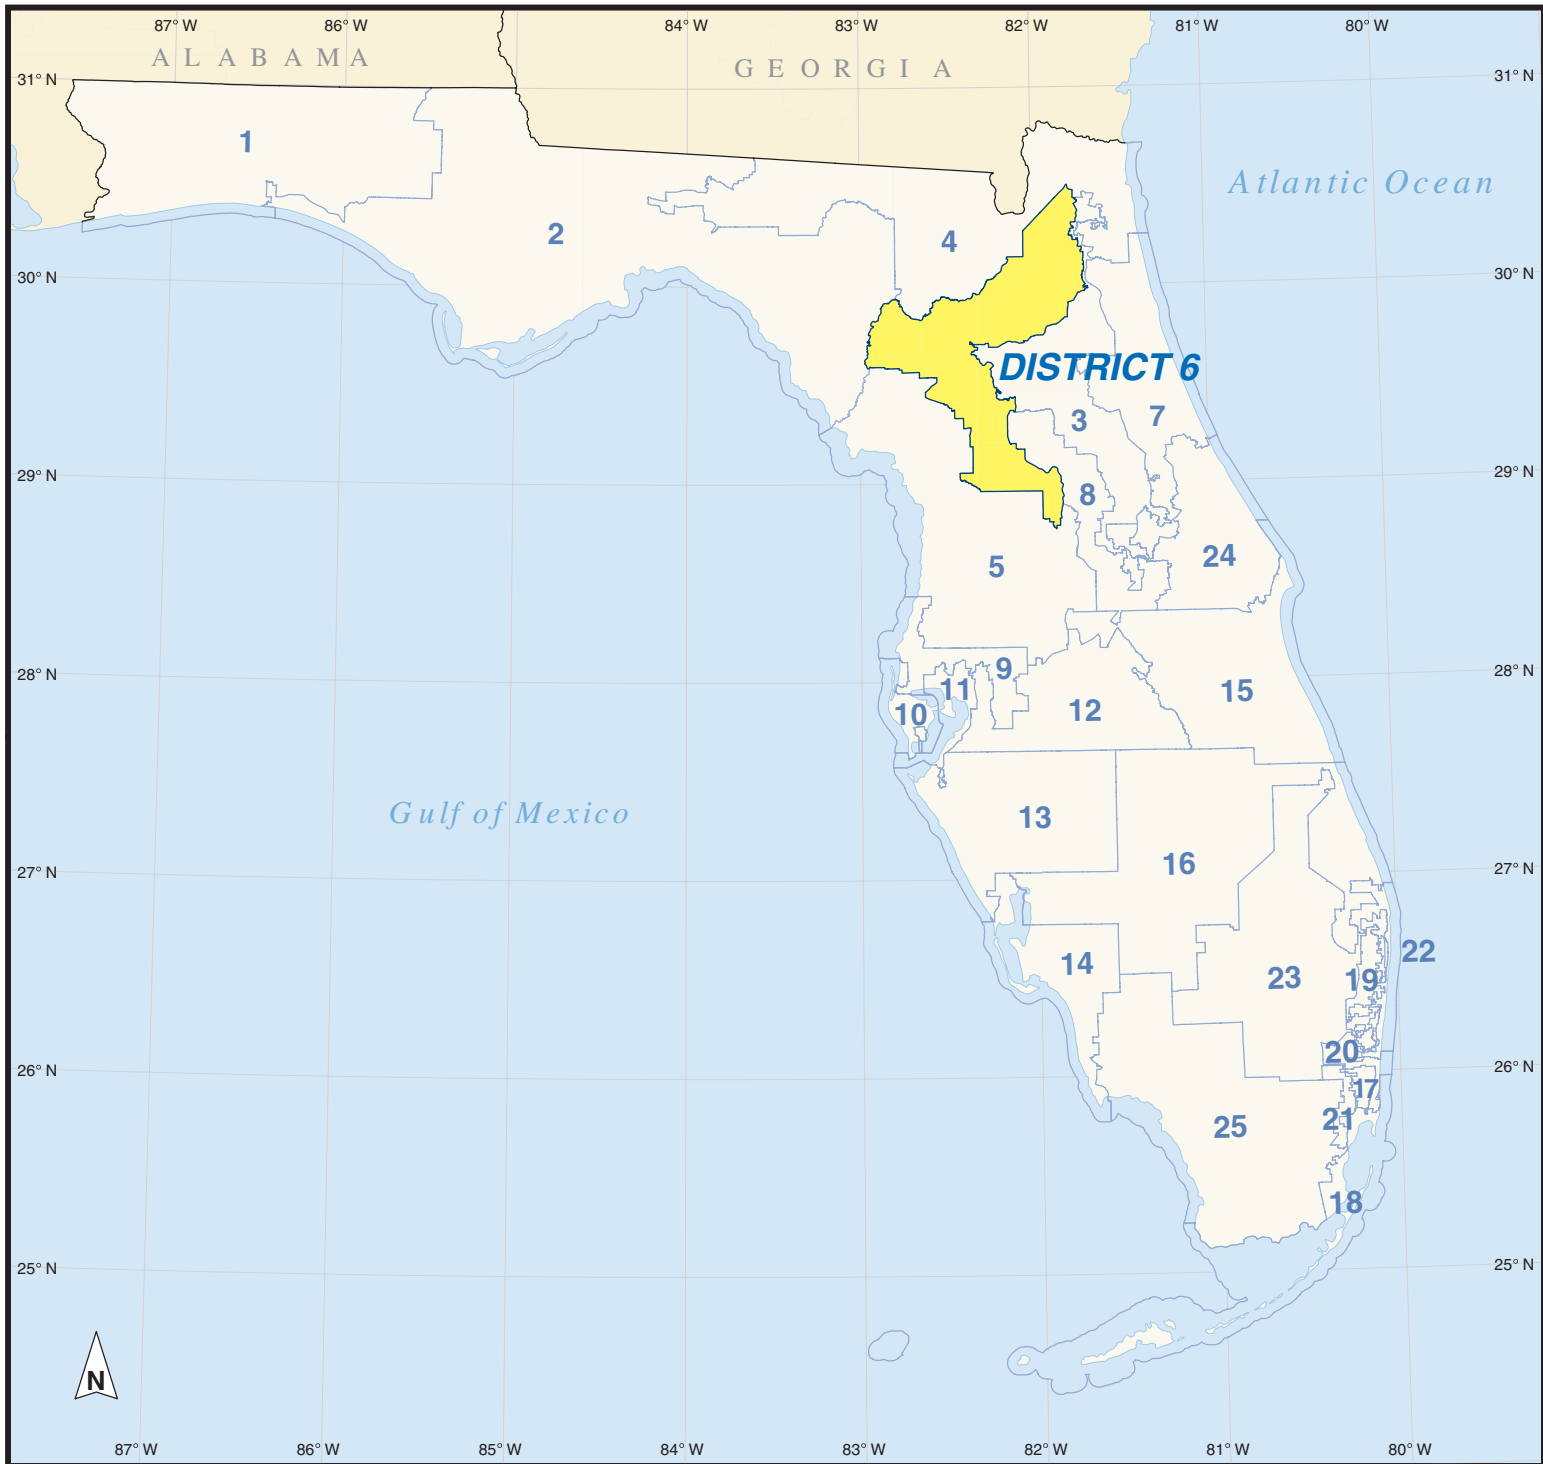 87° W 86° W 84° W 83° W 82° W 81° W 80° W
ALABAMA
GEORGIA
31° N 31° N
1
Atlantic Ocean
2
4
30° N 30° N
DISTRICT 6
3
7
29° N 29° N
8
24
5
9
28° N 28° N
11
15
10
12
Gulf of Mexico
13
16
27° N 27° N
22
14
23
19
20
26° N 26° N
17
21
25
18
25° N 25° N
N
87° W 86° W 85° W 84° W 83° W 82° W 81° W 80° W